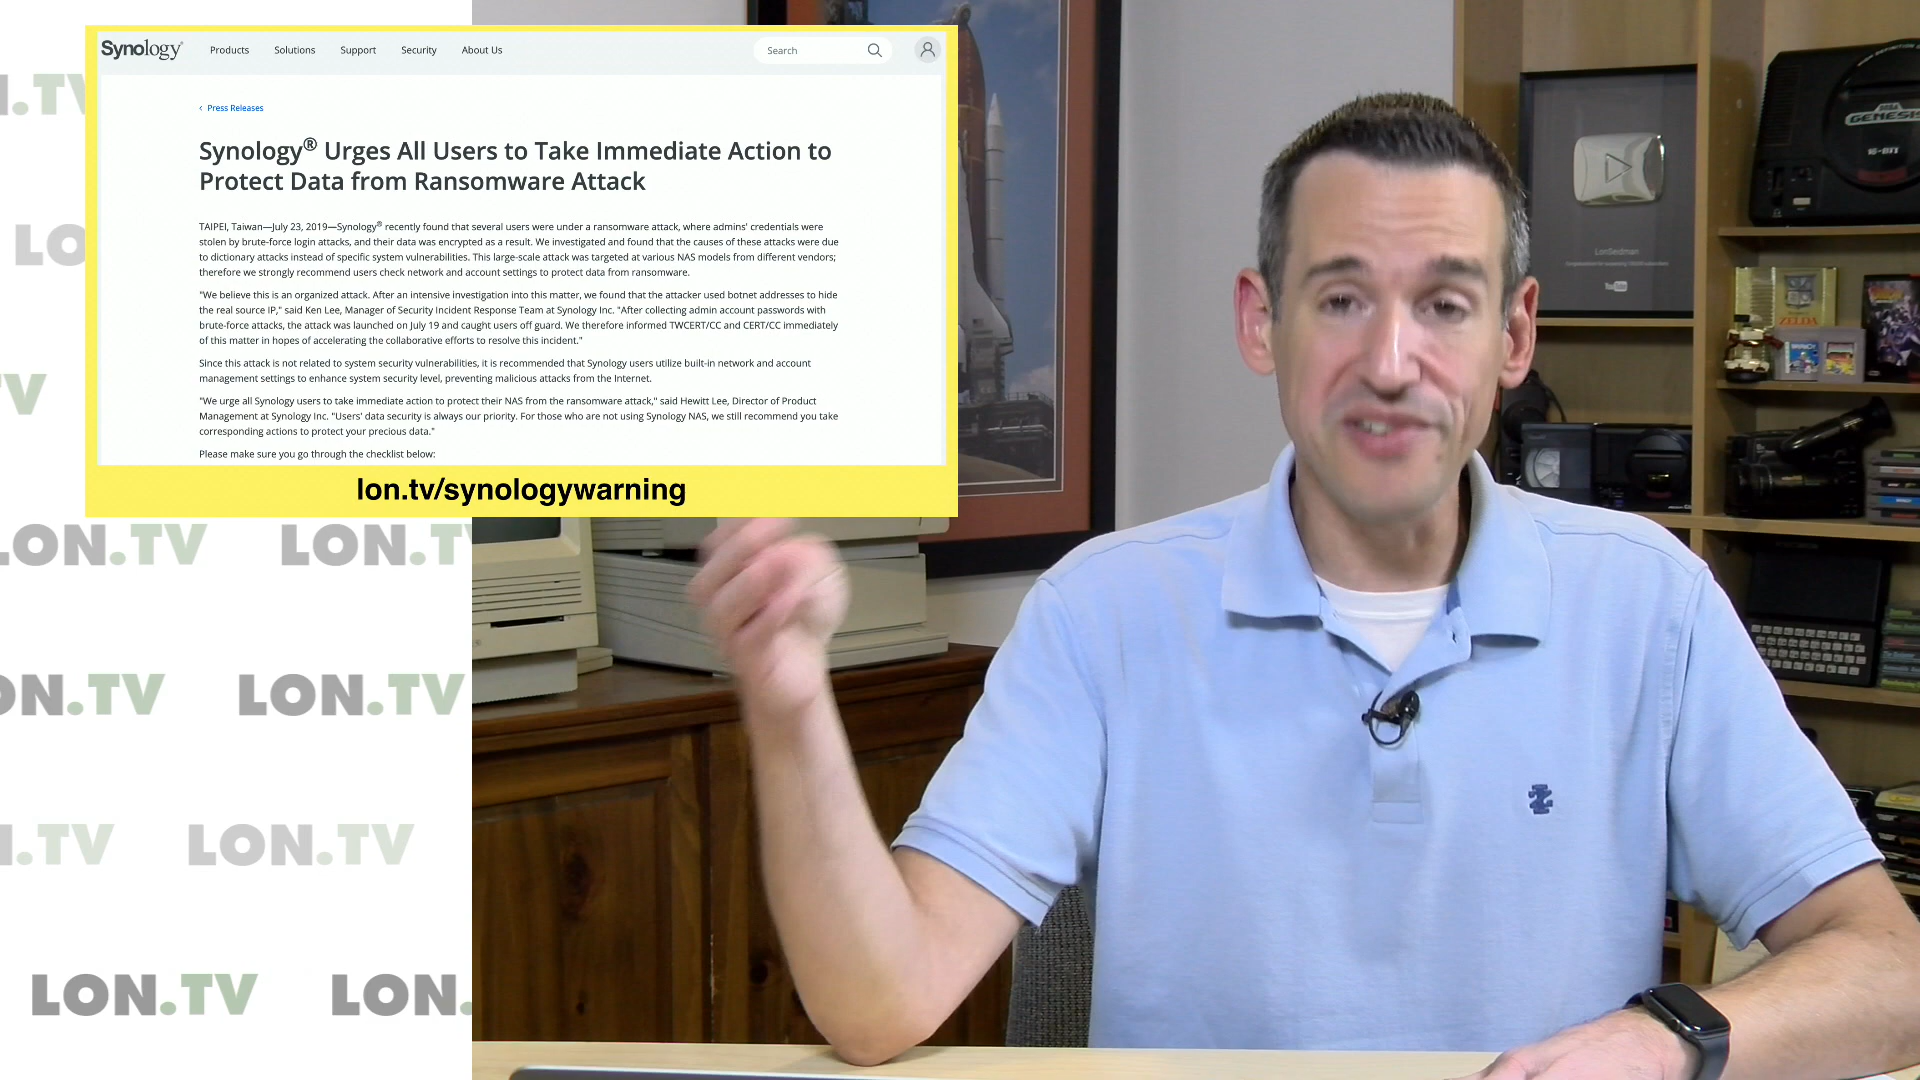 Synology®
Products
Solutions
Support
Security
About Us
Search
‹ Press Releases
Synology® Urges All Users to Take Immediate Action to
Protect Data from Ransomware Attack
TAIPEI, Taiwan—July 23, 2019—Synology® recently found that several users were under a ransomware attack, where admins' credentials were
stolen by brute-force login attacks, and their data was encrypted as a result. We investigated and found that the causes of these attacks were due
to dictionary attacks instead of specific system vulnerabilities. This large-scale attack was targeted at various NAS models from different vendors;
therefore we strongly recommend users check network and account settings to protect data from ransomware.
"We believe this is an organized attack. After an intensive investigation into this matter, we found that the attacker used botnet addresses to hide
the real source IP," said Ken Lee, Manager of Security Incident Response Team at Synology Inc. "After collecting admin account passwords with
brute-force attacks, the attack was launched on July 19 and caught users off guard. We therefore informed TWCERT/CC and CERT/CC immediately
of this matter in hopes of accelerating the collaborative efforts to resolve this incident."
Since this attack is not related to system security vulnerabilities, it is recommended that Synology users utilize built-in network and account
management settings to enhance system security level, preventing malicious attacks from the Internet.
"We urge all Synology users to take immediate action to protect their NAS from the ransomware attack," said Hewitt Lee, Director of Product
Management at Synology Inc. "Users' data security is always our priority. For those who are not using Synology NAS, we still recommend you take
corresponding actions to protect your precious data."
Please make sure you go through the checklist below:
lon.tv/synologywarning
N.TV
LO
TV
LON.TV LON.T
ON.TV LON.TV
N.TV LON.TV
LON.TV LON.
GENESIS
16-BIT
LonSeidman
YouTube
ZELDA